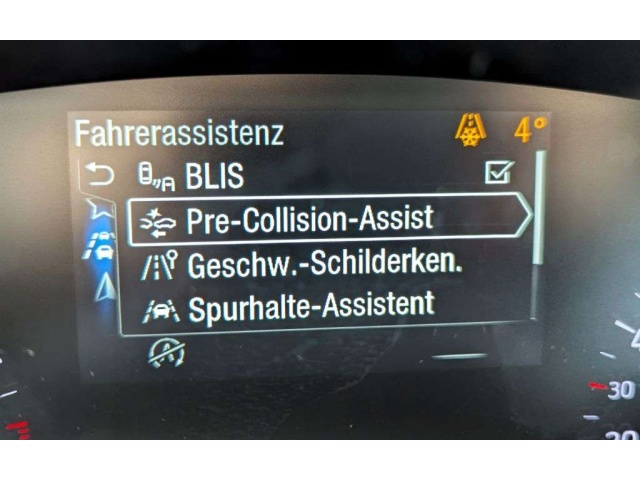 Fahrerassistenz 4°
BLIS
Pre-Collision-Assist
Geschw.-Schilderken.
Spurhalte-Assistent
30